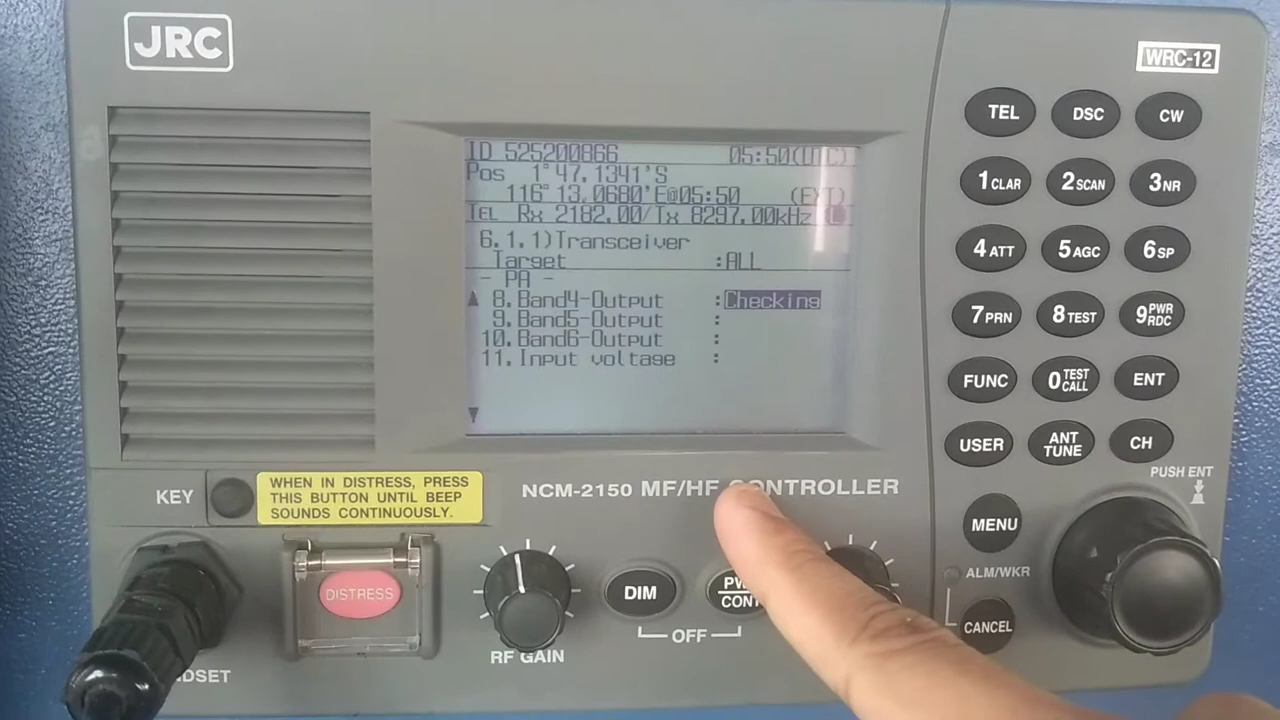 JRC
WRC-12
ID 525200866 05:50(UTC)
Pos 1°47.1341'S
116°13.0680'E@05:50 (EXT)
TEL Rx 2182.00/Tx 8297.00kHz L
6.1.1)Transceiver
Target :ALL
- PA -
▲ 8.Band4-Output :Checking
9.Band5-Output :
10.Band6-Output :
11.Input voltage :
▼
TEL DSC CW
1 CLAR 2 SCAN 3 NR
4 ATT 5 AGC 6 SP
7 PRN 8 TEST 9 PWR RDC
FUNC 0 TEST CALL ENT
USER ANT TUNE CH
PUSH ENT
MENU
ALM/WKR
CANCEL
KEY
WHEN IN DISTRESS, PRESS
THIS BUTTON UNTIL BEEP
SOUNDS CONTINUOUSLY.
NCM-2150 MF/HF CONTROLLER
DISTRESS
DIM
OFF
RF GAIN